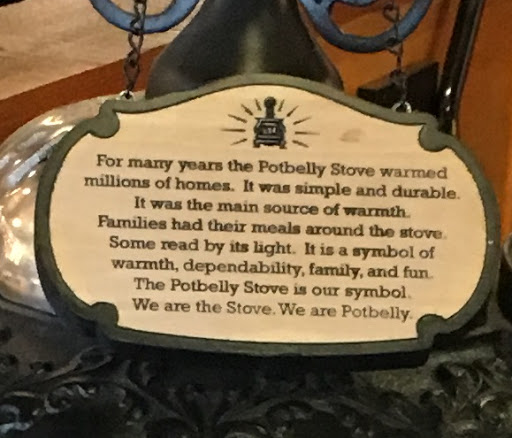 For many years the Potbelly Stove warmed
millions of homes. It was simple and durable.
It was the main source of warmth.
Families had their meals around the stove.
Some read by its light. It is a symbol of
warmth, dependability, family, and fun.
The Potbelly Stove is our symbol.
We are the Stove. We are Potbelly.